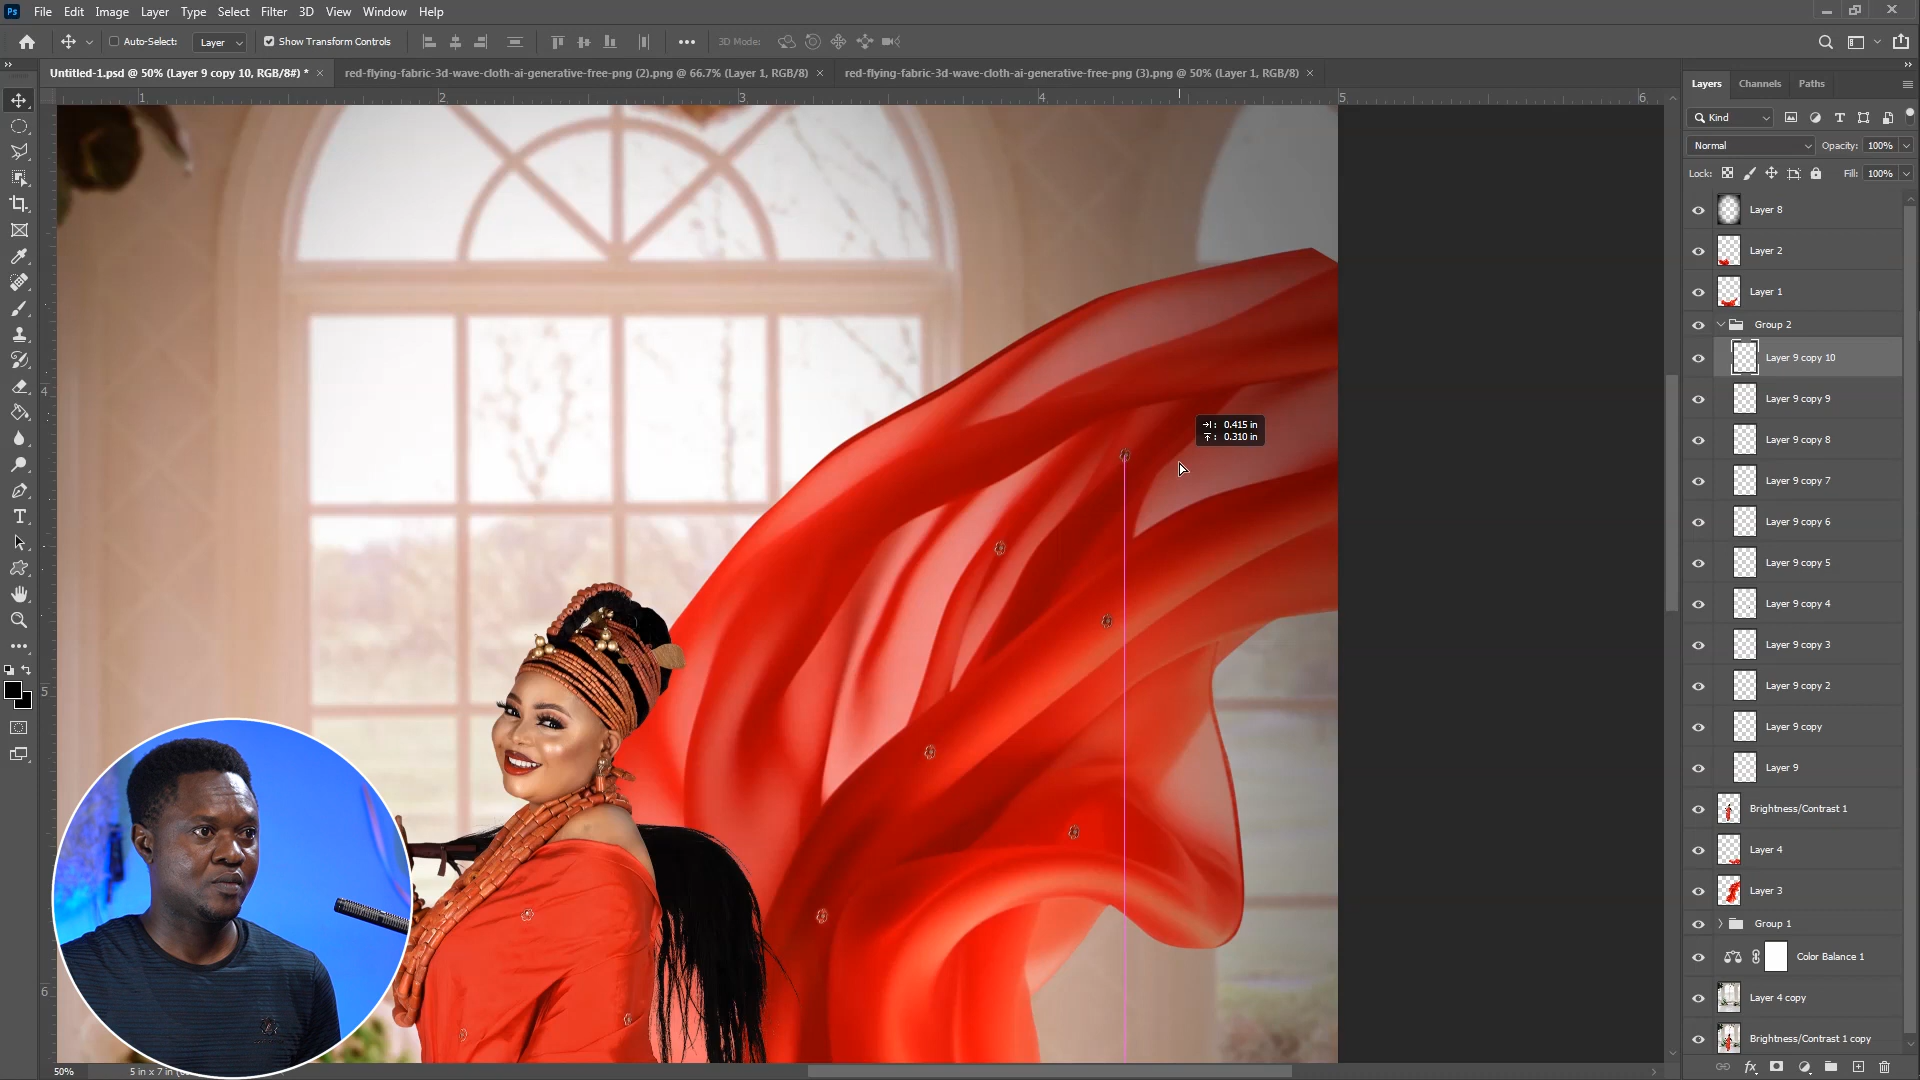 Ps File Edit Image Layer Type Select Filter 3D View Window Help
Auto-Select: Layer Show Transform Controls 3D Mode:
Untitled-1.psd @ 50% (Layer 9 copy 10, RGB/8#) * × red-flying-fabric-3d-wave-cloth-ai-generative-free-png (2).png @ 66.7% (Layer 1, RGB/8) × red-flying-fabric-3d-wave-cloth-ai-generative-free-png (3).png @ 50% (Layer 1, RGB/8) ×
1 2 3 4 5 6
4
5
6
0.415 in
0.310 in
50% 5 in x 7 in
Layers Channels Paths
Kind
Normal Opacity: 100%
Lock: Fill: 100%
Layer 8
Layer 2
Layer 1
Group 2
Layer 9 copy 10
Layer 9 copy 9
Layer 9 copy 8
Layer 9 copy 7
Layer 9 copy 6
Layer 9 copy 5
Layer 9 copy 4
Layer 9 copy 3
Layer 9 copy 2
Layer 9 copy
Layer 9
Brightness/Contrast 1
Layer 4
Layer 3
Group 1
Color Balance 1
Layer 4 copy
Brightness/Contrast 1 copy
fx